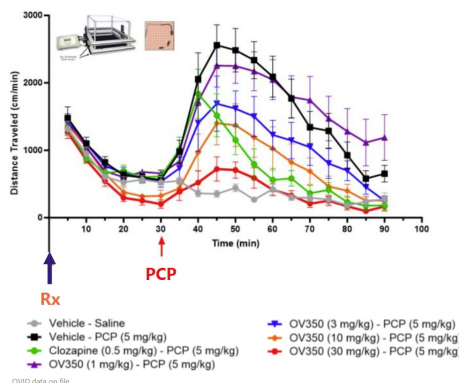 3000
2000
1000
0
Distance Traveled (cm/min)
10 20 30 40 50 60 70 80 90 100
Time (min)
Rx
PCP
Vehicle - Saline
Vehicle - PCP (5 mg/kg)
Clozapine (0.5 mg/kg) - PCP (5 mg/kg)
OV350 (1 mg/kg) - PCP (5 mg/kg)
OV350 (3 mg/kg) - PCP (5 mg/kg)
OV350 (10 mg/kg) - PCP (5 mg/kg)
OV350 (30 mg/kg) - PCP (5 mg/kg)
OVID data on file